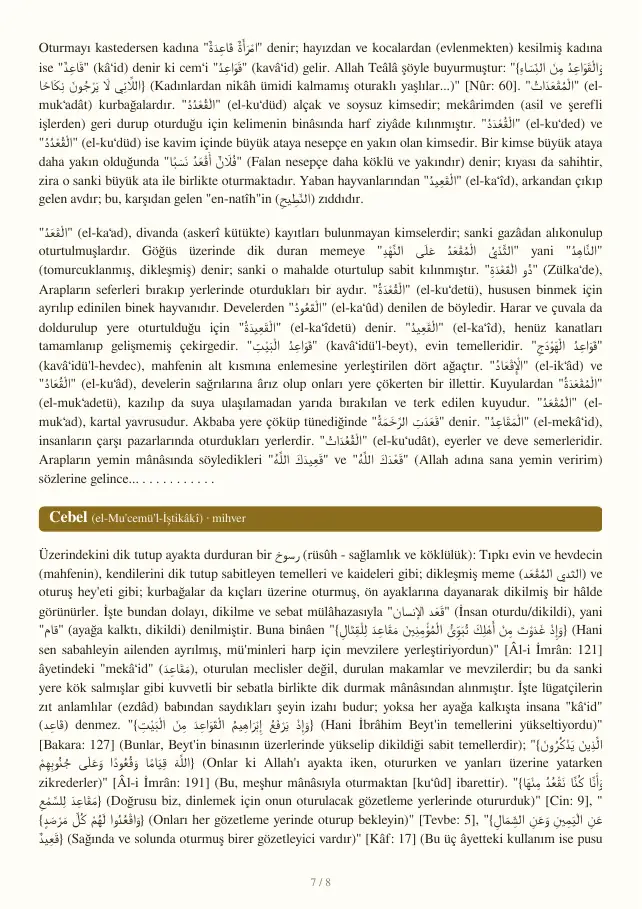 Oturmayı kastedersen kadına "امْرَأَةٌ قَاعِدَةٌ" denir; hayızdan ve kocalardan (evlenmekten) kesilmiş kadına
ise "قَاعِدٌ" (kâ‘id) denir ki cem‘i "قَوَاعِدُ" (kavâ‘id) gelir. Allah Teâlâ şöyle buyurmuştur: "{وَالْقَوَاعِدُ مِنَ النِّسَاءِ
اللَّاتِي لَا يَرْجُونَ نِكَاحًا} (Kadınlardan nikâh ümidi kalmamış oturaklı yaşlılar...)" [Nûr: 60]. "الْمُقْعَدَاتُ" (el-
muk‘adât) kurbağalardır. "الْقُعْدُدُ" (el-ku‘düd) alçak ve soysuz kimsedir; mekârimden (asil ve şerefli
işlerden) geri durup oturduğu için kelimenin binâsında harf ziyâde kılınmıştır. "الْقُعْدَدُ" (el-ku‘ded) ve
"الْقُعْدُدُ" (el-ku‘düd) ise kavim içinde büyük ataya nesepçe en yakın olan kimsedir. Bir kimse büyük ataya
daha yakın olduğunda "فُلَانٌ أَقْعَدُ نَسَبًا" (Falan nesepçe daha köklü ve yakındır) denir; kıyası da sahihtir,
zira o sanki büyük ata ile birlikte oturmaktadır. Yaban hayvanlarından "الْقَعِيدُ" (el-ka‘îd), arkandan çıkıp
gelen avdır; bu, karşıdan gelen "en-natîh"in (النَّطِيح) zıddıdır.
"الْقَعَدُ" (el-ka‘ad), divanda (askerî kütükte) kayıtları bulunmayan kimselerdir; sanki gazâdan alıkonulup
oturtulmuşlardır. Göğüs üzerinde dik duran memeye "الثَّدْيُ الْمُقْعَدُ عَلَى النَّهْدِ" yani "النَّاهِدُ"
(tomurcuklanmış, dikleşmiş) denir; sanki o mahalde oturtulup sabit kılınmıştır. "ذُو الْقَعْدَةِ" (Zülka‘de),
Arapların seferleri bırakıp yerlerinde oturdukları bir aydır. "الْقُعْدَةُ" (el-ku‘detü), hususen binmek için
ayrılıp edinilen binek hayvanıdır. Develerden "الْقَعُودُ" (el-ka‘ûd) denilen de böyledir. Harar ve çuvala da
doldurulup yere oturtulduğu için "الْقَعِيدَةُ" (el-ka‘îdetü) denir. "الْقَعِيدُ" (el-ka‘îd), henüz kanatları
tamamlanıp gelişmemiş çekirgedir. "قَوَاعِدُ الْبَيْتِ" (kavâ‘idü'l-beyt), evin temelleridir. "قَوَاعِدُ الْهَوْدَجِ"
(kavâ‘idü'l-hevdec), mahfenin alt kısmına enlemesine yerleştirilen dört ağaçtır. "الْإِقْعَادُ" (el-ik‘âd) ve
"الْقُعَادُ" (el-ku‘âd), develerin sağrılarına ârız olup onları yere çökerten bir illettir. Kuyulardan "الْمُقْعَدَةُ"
(el-muk‘adetü), kazılıp da suya ulaşılamadan yarıda bırakılan ve terk edilen kuyudur. "الْمُقْعَدُ" (el-
muk‘ad), kartal yavrusudur. Akbaba yere çöküp tünediğinde "قَعَدَتِ الرَّخَمَةُ" denir. "الْمَقَاعِدُ" (el-mekâ‘id),
insanların çarşı pazarlarında oturdukları yerlerdir. "الْقُعُدَاتُ" (el-ku‘udât), eyerler ve deve semerleridir.
Arapların yemin mânâsında söyledikleri "قَعِيدَكَ اللَّهُ" ve "قَعْدَكَ اللَّهُ" (Allah adına sana yemin veririm)
sözlerine gelince... . . . . . . . . . . .
Cebel (el-Mu'cemü'l-İştikâkî) · mihver
Üzerindekini dik tutup ayakta durduran bir رسوخ (rüsûh - sağlamlık ve köklülük): Tıpkı evin ve hevdecin
(mahfenin), kendilerini dik tutup sabitleyen temelleri ve kaideleri gibi; dikleşmiş meme (الثدى المُقْعَد) ve
oturuş hey'eti gibi; kurbağalar da kıçları üzerine oturmuş, ön ayaklarına dayanarak dikilmiş bir hâlde
görünürler. İşte bundan dolayı, dikilme ve sebat mülâhazasıyla "قَعَد الإنسان" (İnsan oturdu/dikildi), yani
"قام" (ayağa kalktı, dikildi) denilmiştir. Buna binâen "{وَإِذْ غَدَوْتَ مِنْ أَهْلِكَ تُبَوِّئُ الْمُؤْمِنِينَ مَقَاعِدَ لِلْقِتَالِ} (Hani
sen sabahleyin ailenden ayrılmış, mü'minleri harp için mevzilere yerleştiriyordun)" [Âl-i İmrân: 121]
âyetindeki "mekâ‘id" (مَقَاعِدَ), oturulan meclisler değil, durulan makamlar ve mevzilerdir; bu da sanki
yere kök salmışlar gibi kuvvetli bir sebatla birlikte dik durmak mânâsından alınmıştır. İşte lügatçilerin
zıt anlamlılar (ezdâd) babından saydıkları şeyin izahı budur; yoksa her ayağa kalkışta insana "kâ‘id"
(قاعِد) denmez. "{وَإِذْ يَرْفَعُ إِبْرَاهِيمُ الْقَوَاعِدَ مِنَ الْبَيْتِ} (Hani İbrâhim Beyt'in temellerini yükseltiyordu)"
[Bakara: 127] (Bunlar, Beyt'in binasının üzerlerinde yükselip dikildiği sabit temellerdir); "{الَّذِينَ يَذْكُرُونَ
اللَّهَ قِيَامًا وَقُعُودًا وَعَلَى جُنُوبِهِمْ} (Onlar ki Allah'ı ayakta iken, otururken ve yanları üzerine yatarken
zikrederler)" [Âl-i İmrân: 191] (Bu, meşhur mânâsıyla oturmaktan [ku‘ûd] ibarettir). "{وَأَنَّا كُنَّا نَقْعُدُ مِنْهَا
مَقَاعِدَ لِلسَّمْعِ} (Doğrusu biz, dinlemek için onun oturulacak gözetleme yerlerinde otururduk)" [Cin: 9], "
{وَاقْعُدُوا لَهُمْ كُلَّ مَرْصَدٍ} (Onları her gözetleme yerinde oturup bekleyin)" [Tevbe: 5], "{عَنِ الْيَمِينِ وَعَنِ الشِّمَالِ
قَعِيدٌ} (Sağında ve solunda oturmuş birer gözetleyici vardır)" [Kâf: 17] (Bu üç âyetteki kullanım ise pusu
7 / 8